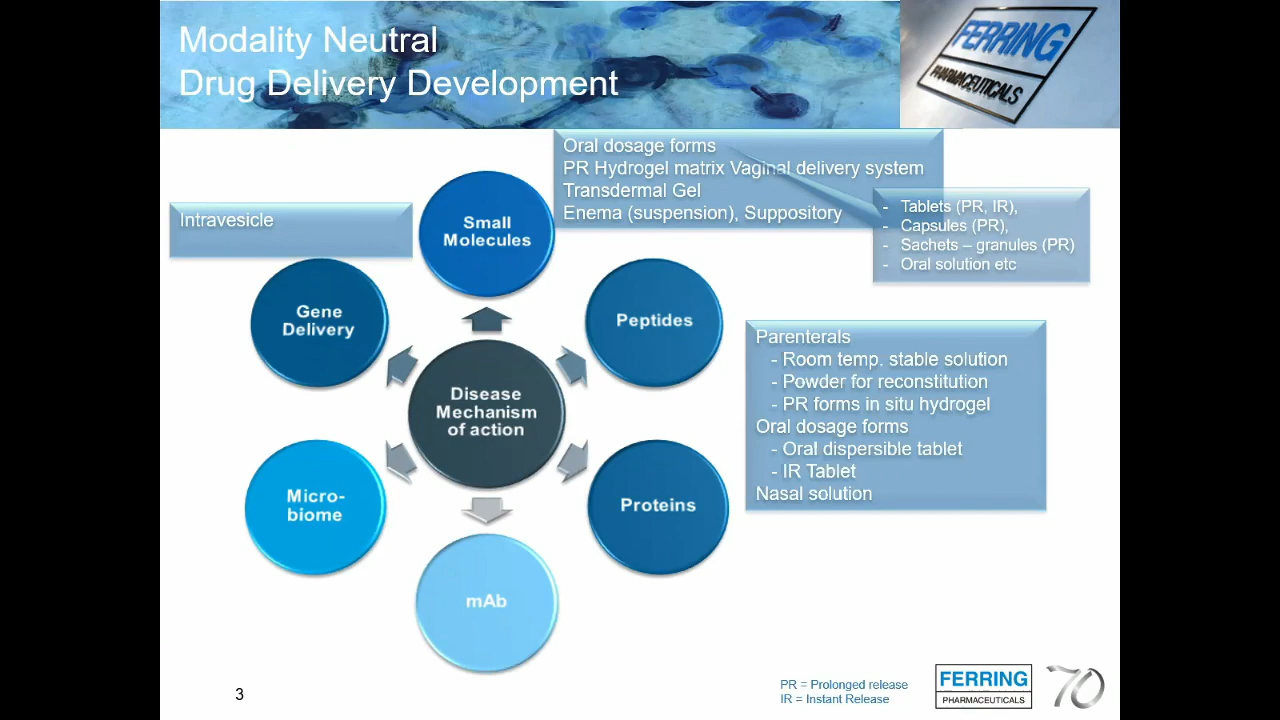 Modality Neutral
Drug Delivery Development
FERRING
PHARMACEUTICALS
Oral dosage forms
PR Hydrogel matrix Vaginal delivery system
Transdermal Gel
Enema (suspension), Suppository
- Tablets (PR, IR),
- Capsules (PR),
- Sachets – granules (PR)
- Oral solution etc
Intravesicle
Small
Molecules
Gene
Delivery
Peptides
Disease
Mechanism
of action
Parenterals
- Room temp. stable solution
- Powder for reconstitution
- PR forms in situ hydrogel
Oral dosage forms
- Oral dispersible tablet
- IR Tablet
Nasal solution
Micro-
biome
Proteins
mAb
3
PR = Prolonged release
IR = Instant Release
FERRING
PHARMACEUTICALS
70